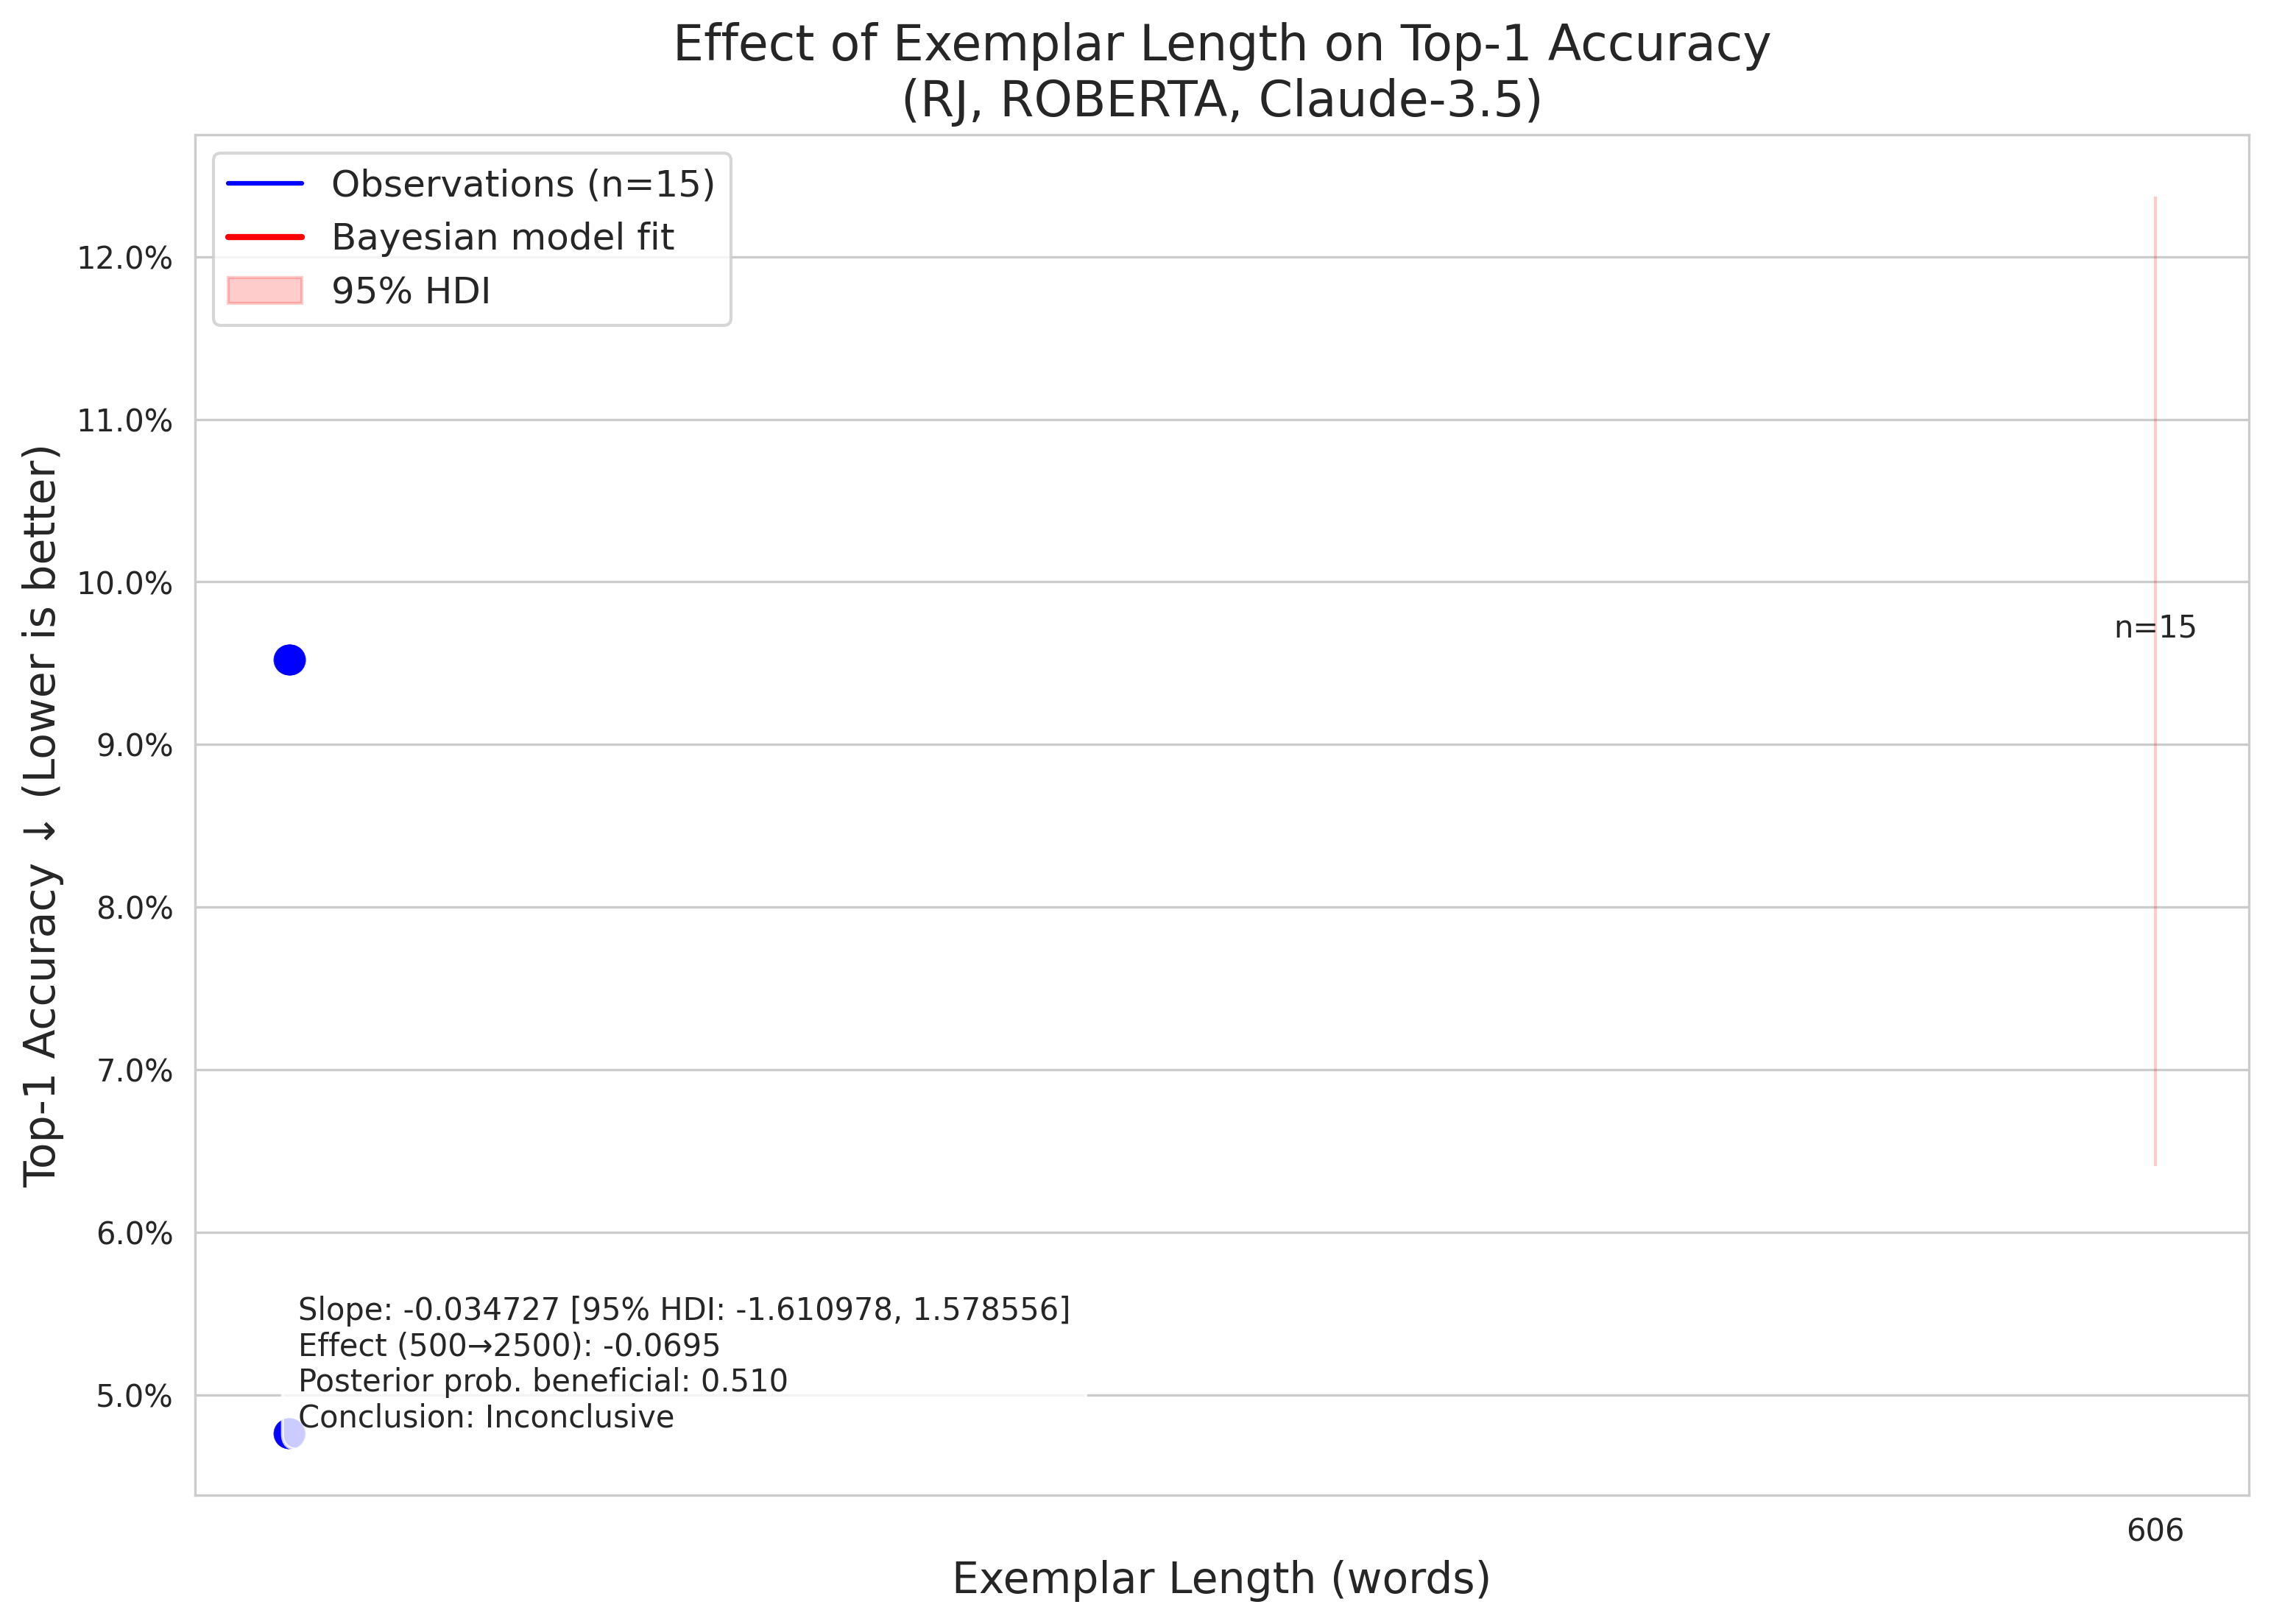 Effect of Exemplar Length on Top-1 Accuracy
(RJ, ROBERTA, Claude-3.5)
Observations (n=15)
Bayesian model fit
95% HDI
Top-1 Accuracy ↓ (Lower is better)
12.0%
11.0%
10.0%
9.0%
8.0%
7.0%
6.0%
5.0%
n=15
Slope: -0.034727 [95% HDI: -1.610978, 1.578556]
Effect (500→2500): -0.0695
Posterior prob. beneficial: 0.510
Conclusion: Inconclusive
606
Exemplar Length (words)